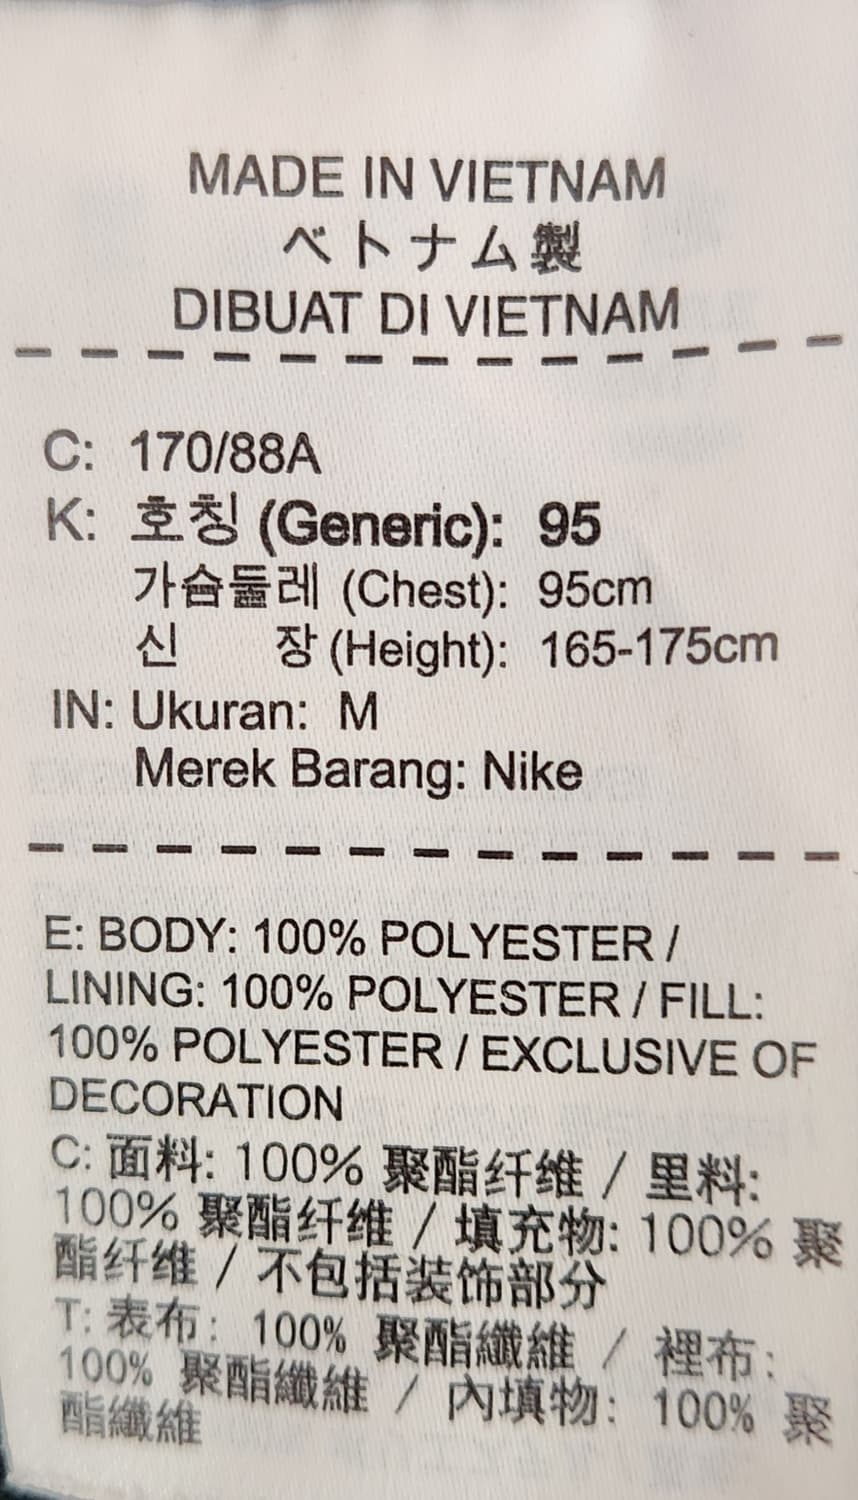 MADE IN VIETNAM
ベトナム製
DIBUAT DI VIETNAM
C: 170/88A
K: 호칭 (Generic): 95
가슴둘레 (Chest): 95cm
신 장 (Height): 165-175cm
IN: Ukuran: M
Merek Barang: Nike
E: BODY: 100% POLYESTER /
LINING: 100% POLYESTER / FILL:
100% POLYESTER / EXCLUSIVE OF
DECORATION
C: 面料: 100% 聚酯纤维 / 里料:
100% 聚酯纤维 / 填充物: 100% 聚
酯纤维 / 不包括装饰部分
T: 表布: 100% 聚酯纖維 / 裡布:
100% 聚酯纖維 / 內填物: 100% 聚
酯纖維